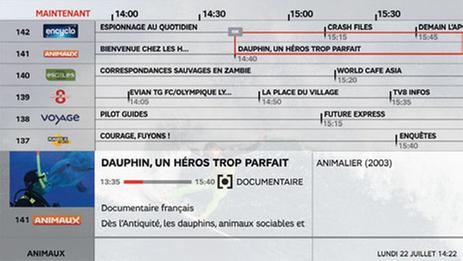 MAINTENANT 14:00 14:30 15:00 15:30
142 encyclo ESPIONNAGE AU QUOTIDIEN CRASH FILES 15:15 DEMAIN L'AP 15:45
141 ANIMAUX BIENVENUE CHEZ LES H... DAUPHIN, UN HÉROS TROP PARFAIT 14:40
140 escales CORRESPONDANCES SAUVAGES EN ZAMBIE WORLD CAFE ASIA 15:20
139 8 EVIAN TG FC/OLYMPIQUE LY... 14:05 LA PLACE DU VILLAGE 14:50 TV8 INFOS 15:35
138 VOYAGE PILOT GUIDES FUTURE EXPRESS 15:15
137 COURAGE, FUYONS ! ENQUÊTES 15:40
DAUPHIN, UN HÉROS TROP PARFAIT ANIMALIER (2003)
13:35 15:40 DOCUMENTAIRE
Documentaire français
141 ANIMAUX Dès l'Antiquité, les dauphins, animaux sociables et
ANIMAUX LUNDI 22 JUILLET 14:22